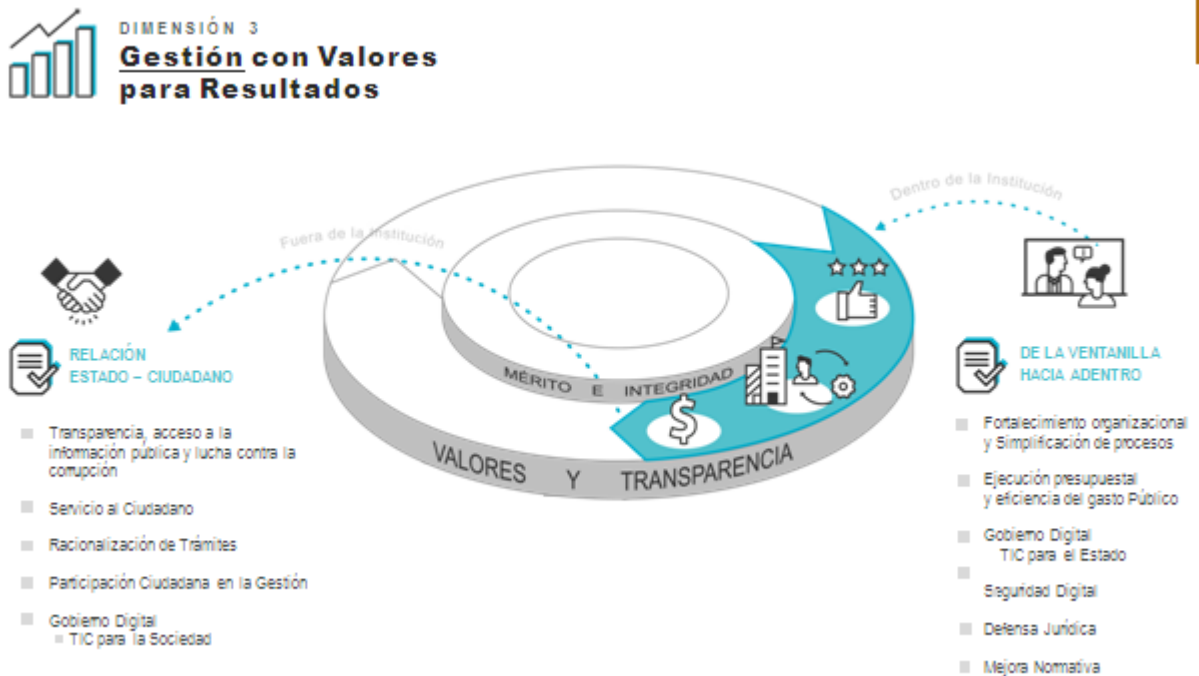 DIMENSIÓN 3
Gestión con Valores
para Resultados
Dentro de la Institución
Fuera de la Institución
RELACIÓN
ESTADO – CIUDADANO
Transparencia, acceso a la
información pública y lucha contra la
corrupción
Servicio al Ciudadano
Racionalización de Trámites
Participación Ciudadana en la Gestión
Gobierno Digital
TIC para la Sociedad
MÉRITO E INTEGRIDAD
$
VALORES Y TRANSPARENCIA
DE LA VENTANILLA
HACIA ADENTRO
Fortalecimiento organizacional
y Simplificación de procesos
Ejecución presupuestal
y eficiencia del gasto Público
Gobierno Digital
TIC para el Estado
Seguridad Digital
Defensa Jurídica
Mejora Normativa